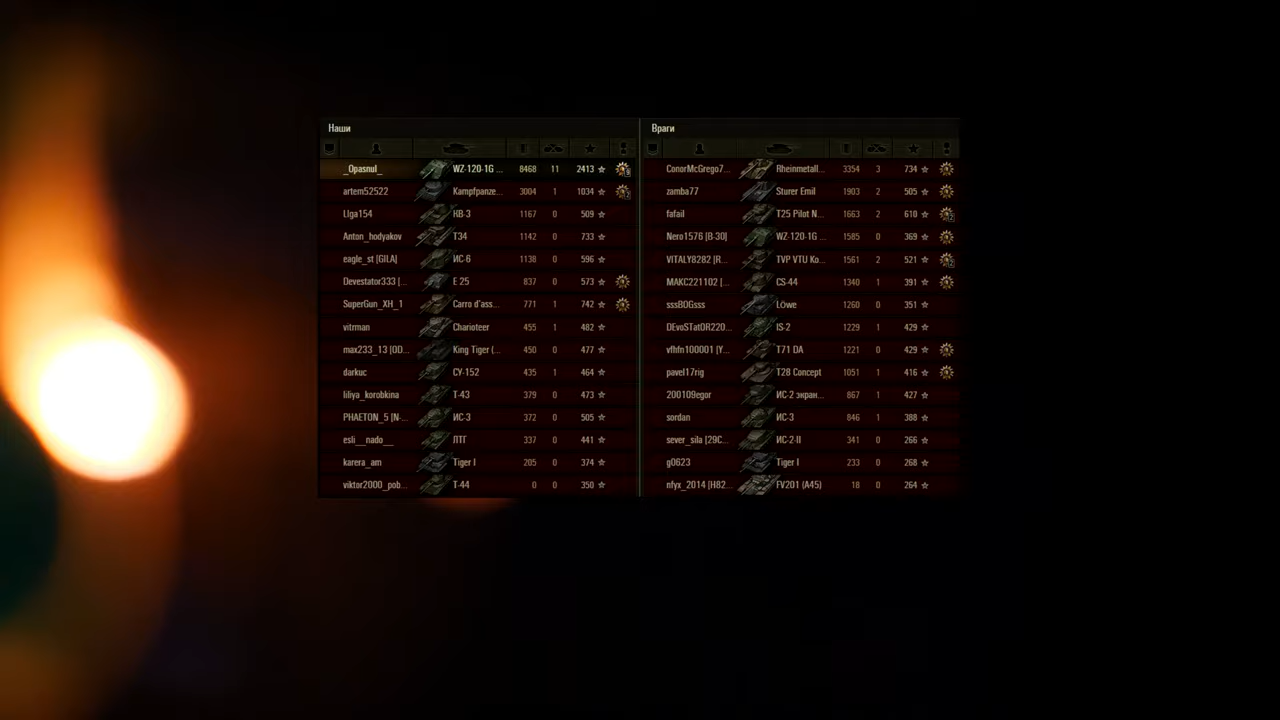 Наши
_Opasnul_ WZ-120-1G ... 8468 11 2413
artem52522 Kampfpanze... 3004 1 1034
Llga154 КВ-3 1167 0 509
Anton_hodyakov T34 1142 0 733
eagle_st [GILA] ИС-6 1138 0 596
Devestator333 [... E 25 837 0 573
SuperGun_XH_1 Carro d'ass... 771 1 742
vitrman Charioteer 455 1 482
max233_13 [OD... King Tiger (... 450 0 477
darkuc СУ-152 435 1 464
liliya_korobkina Т-43 379 0 473
PHAETON_5 [N-... ИС-3 372 0 505
esli__nado__ ЛТГ 337 0 441
karera_am Tiger I 205 0 374
viktor2000_pob... Т-44 0 0 350
Враги
ConorMcGrego7... Rheinmetall... 3354 3 734
zamba77 Sturer Emil 1903 2 505
fafail T25 Pilot N... 1663 2 610
Nero1576 [B-30] WZ-120-1G ... 1585 0 369
VITALY8282 [R... TVP VTU Ko... 1561 2 521
MAKC221102 [... CS-44 1340 1 391
sssB0Gsss Löwe 1260 0 351
DEvoSTatOR220... IS-2 1229 1 429
vfhfn100001 [Y... T71 DA 1221 0 429
pavel17rig T28 Concept 1051 1 416
200109egor ИС-2 экран... 867 1 427
sordan ИС-3 846 1 388
sever_sila [29C... ИС-2-II 341 0 266
g0623 Tiger I 233 0 268
nfyx_2014 [H82... FV201 (A45) 18 0 264